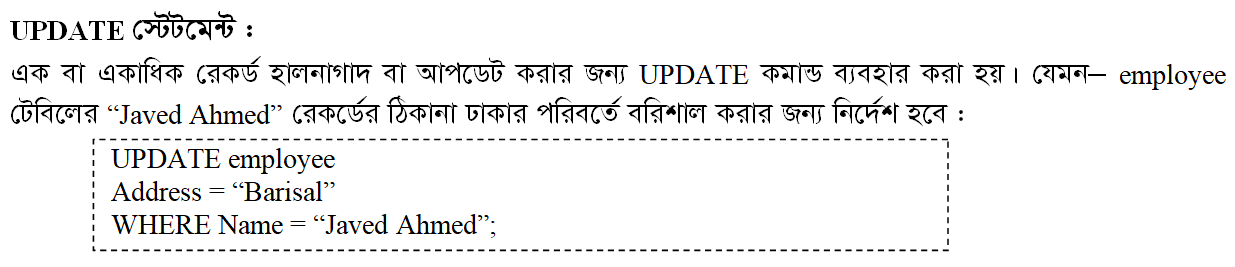 UPDATE স্টেটমেন্ট :
এক বা একাধিক রেকর্ড হালনাগাদ বা আপডেট করার জন্য UPDATE কমান্ড ব্যবহার করা হয়। যেমন– employee
টেবিলের “Javed Ahmed” রেকর্ডের ঠিকানা ঢাকার পরিবর্তে বরিশাল করার জন্য নির্দেশ হবে :
UPDATE employee
Address = “Barisal”
WHERE Name = “Javed Ahmed”;